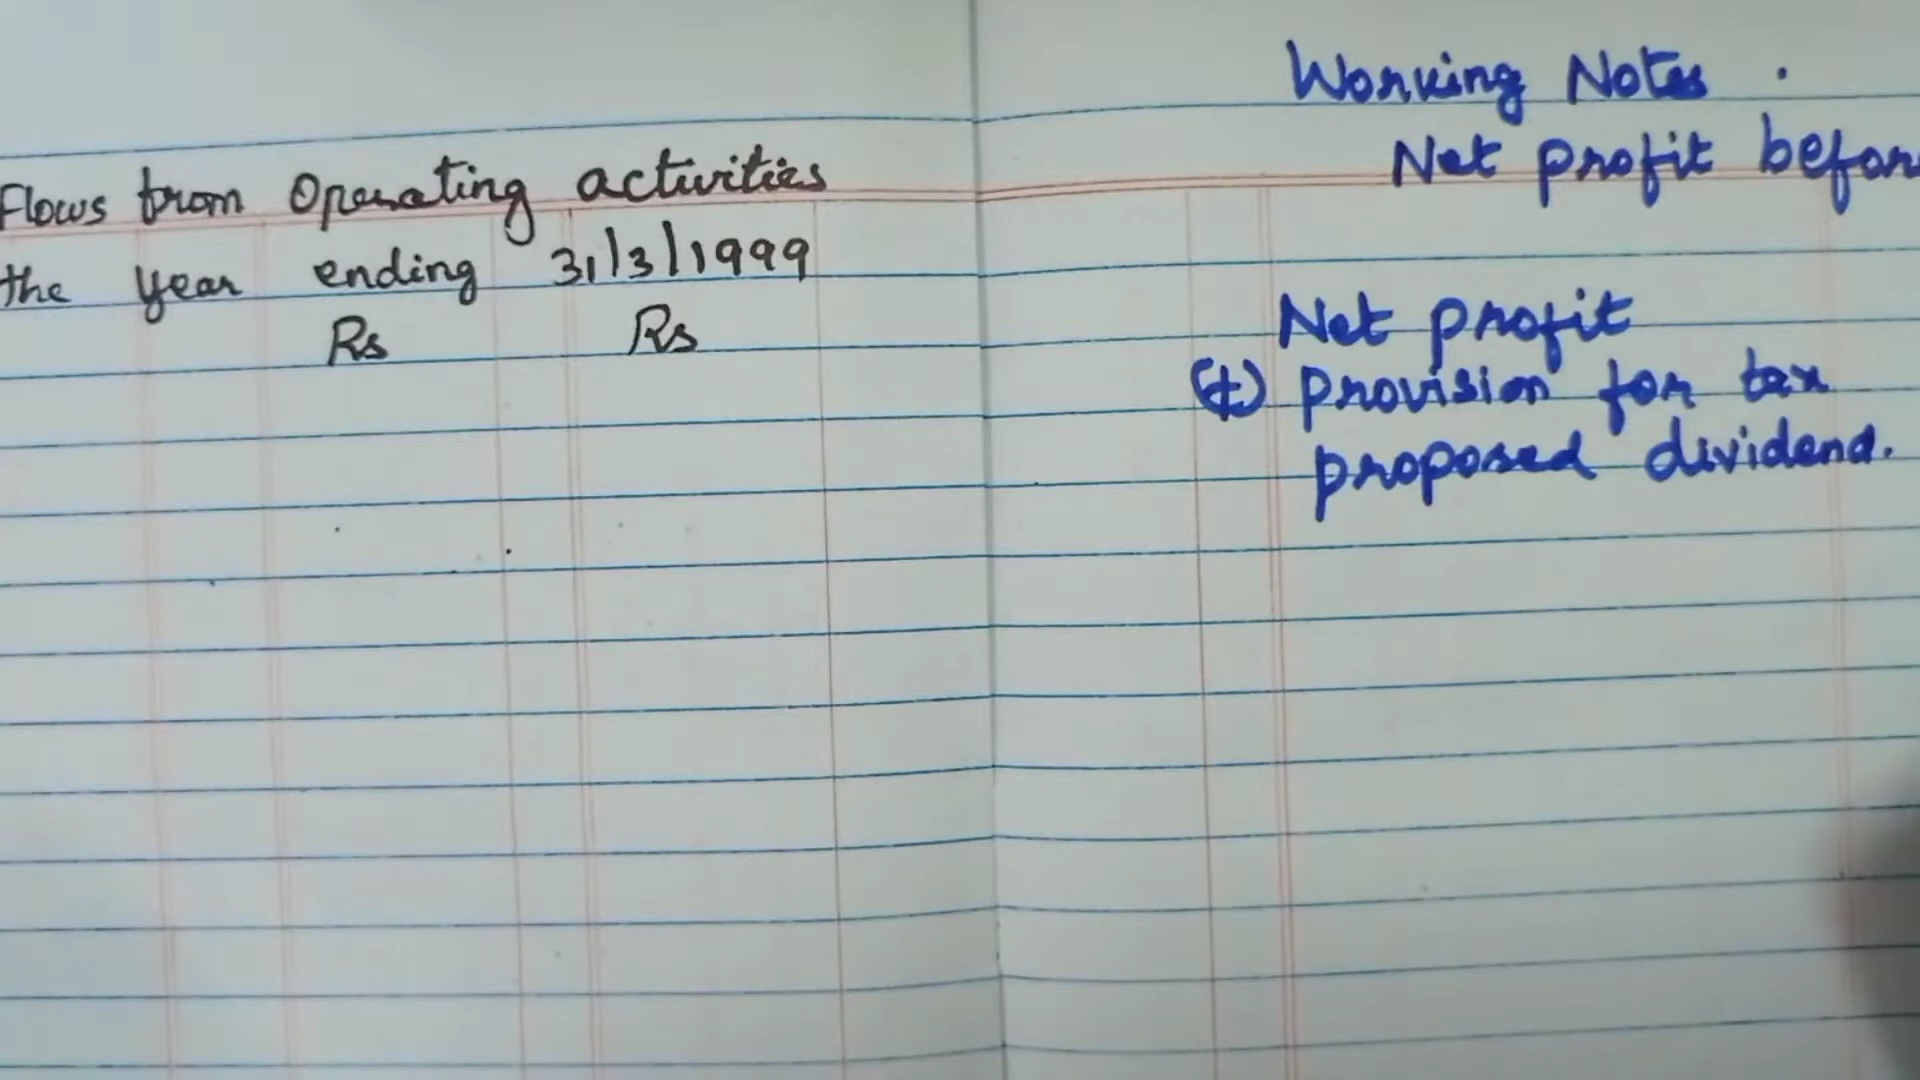 Flows from Operating activities
the year ending 31/3/1999
Rs Rs
Working Notes .
Net profit before
Net profit
(+) provision for tax
proposed dividend.